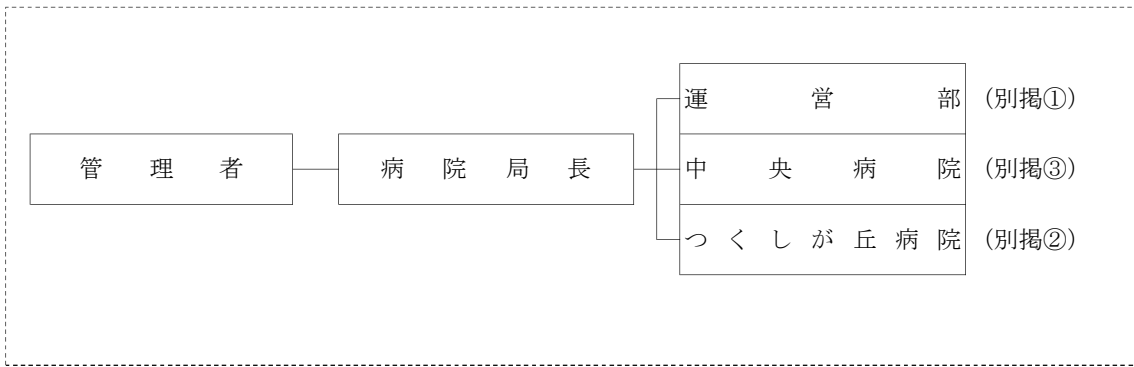 運営部 (別掲①)
管理者 病院局長 中央病院 (別掲③)
つくしが丘病院 (別掲②)